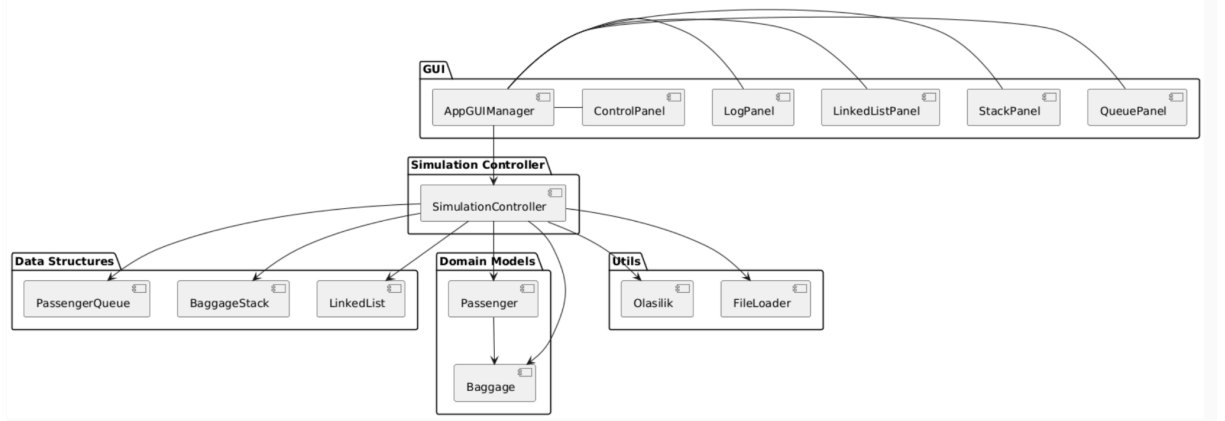 GUI
AppGUIManager
ControlPanel
LogPanel
LinkedListPanel
StackPanel
QueuePanel
Simulation Controller
SimulationController
Data Structures
PassengerQueue
BaggageStack
LinkedList
Domain Models
Passenger
Baggage
Utils
Olasilik
FileLoader